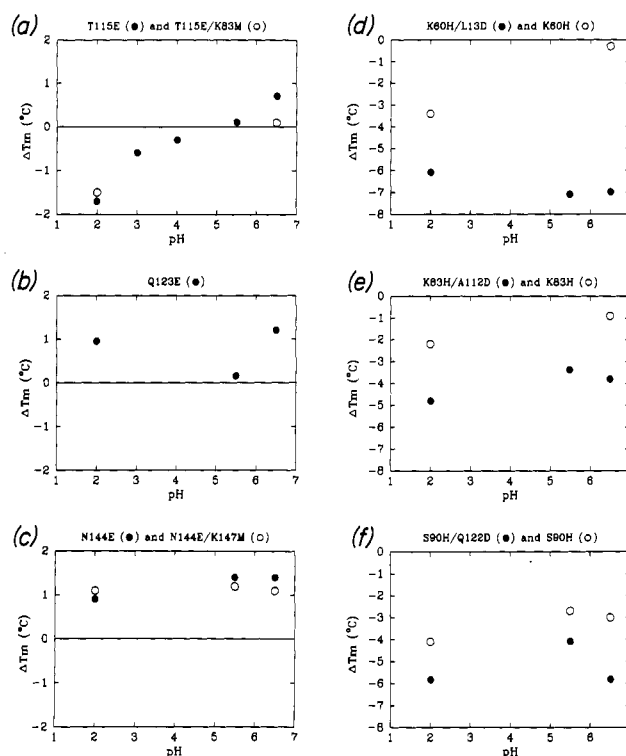 (a)
T115E (●) and T115E/K83M (○)
2
1
0
-1
-2
ΔTm (°C)
1 2 3 4 5 6 7
pH
(b)
Q123E (●)
2
1
0
-1
-2
ΔTm (°C)
1 2 3 4 5 6 7
pH
(c)
N144E (●) and N144E/K147M (○)
2
1
0
-1
-2
ΔTm (°C)
1 2 3 4 5 6 7
pH
(d)
K60H/L13D (●) and K60H (○)
0
-1
-2
-3
-4
-5
-6
-7
-8
ΔTm (°C)
1 2 3 4 5 6
pH
(e)
K83H/A112D (●) and K83H (○)
0
-1
-2
-3
-4
-5
-6
-7
-8
ΔTm (°C)
1 2 3 4 5 6
pH
(f)
S90H/Q122D (●) and S90H (○)
0
-1
-2
-3
-4
-5
-6
-7
-8
ΔTm (°C)
1 2 3 4 5 6
pH